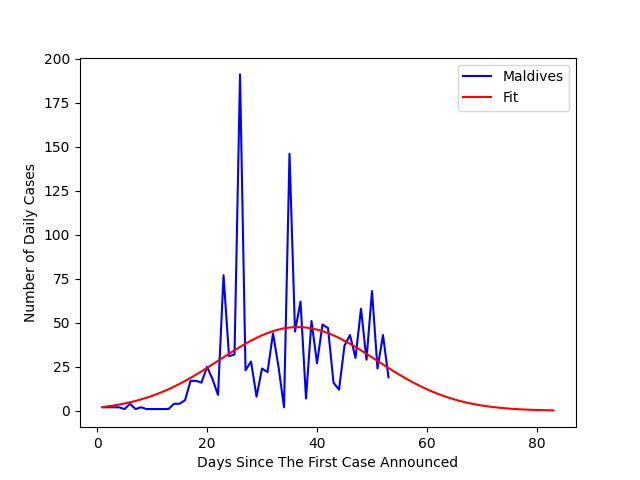 200
175
150
125
100
75
50
25
0
Number of Daily Cases
Maldives
Fit
0 20 40 60 80
Days Since The First Case Announced